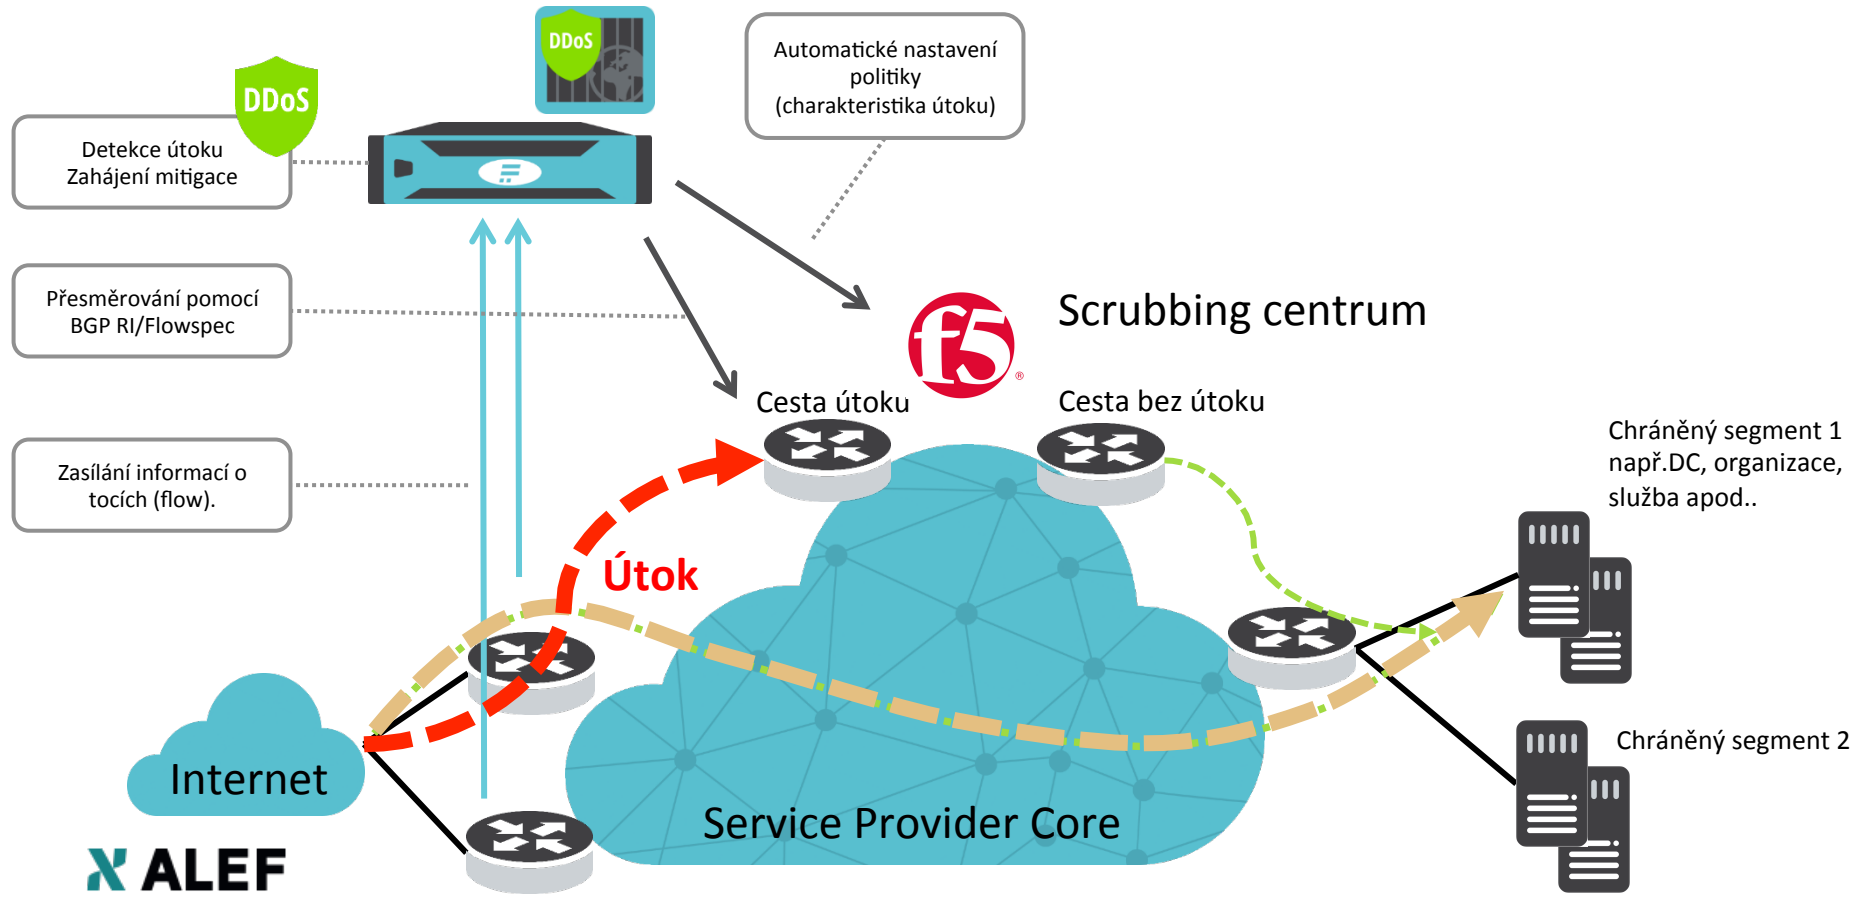 DDoS
DDoS
Automatické nastavení
politiky
(charakteristika útoku)
Detekce útoku
Zahájení mitigace
Přesměrování pomocí
BGP RI/Flowspec
f5
®
Scrubbing centrum
Cesta útoku
Cesta bez útoku
Chráněný segment 1
např.DC, organizace,
služba apod..
Zasílání informací o
tocích (flow).
Útok
Internet
Service Provider Core
Chráněný segment 2
ALEF